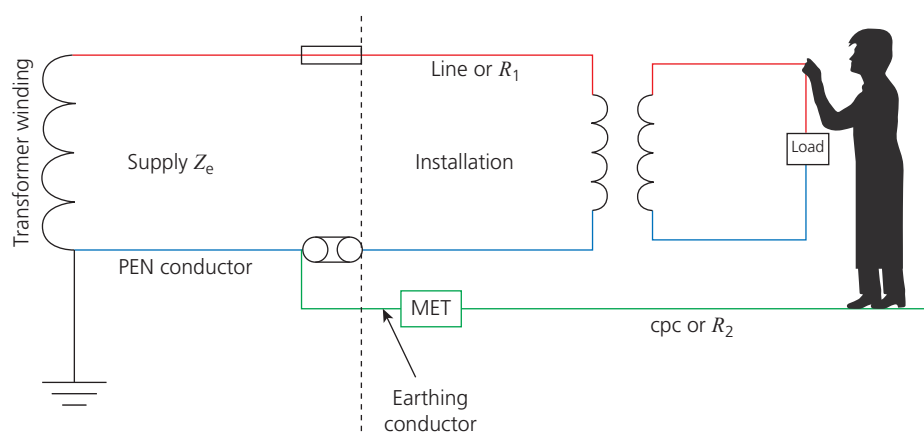 Transformer winding
Line or R1
Load
Supply Ze
Installation
PEN conductor
MET
cpc or R2
Earthing
conductor